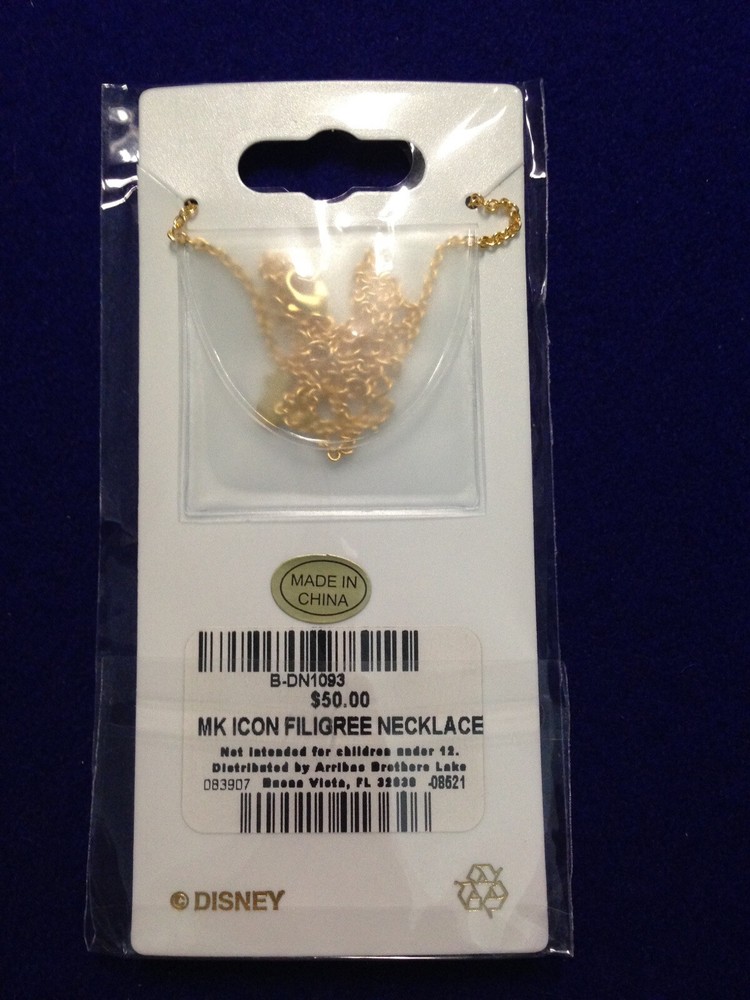 MADE IN
CHINA
B-DN1093
$50.00
MK ICON FILIGREE NECKLACE
Not intended for children under 12.
Distributed by Arribas Brothers Lake
083907 Buena Vista, FL 32830 -08521
© DISNEY